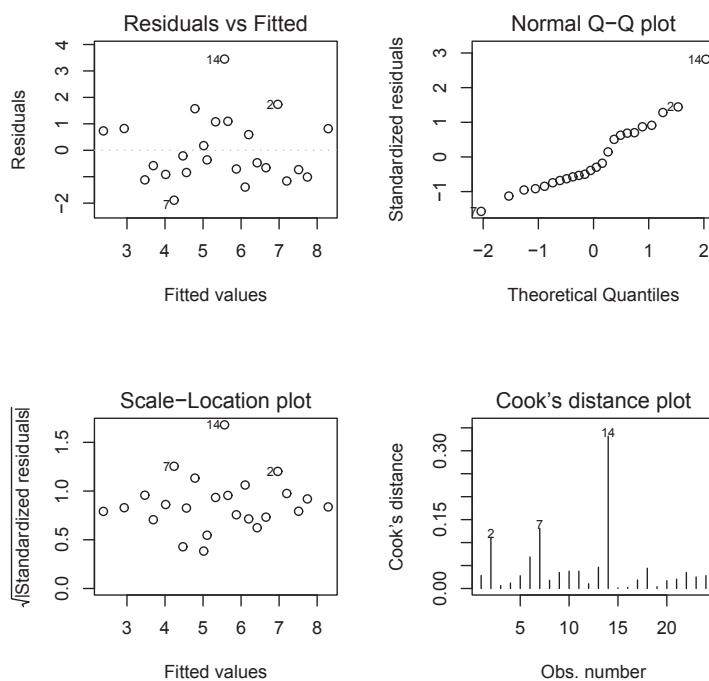 Residuals vs Fitted
Residuals
−2 0 1 2 3 4
14
2
7
3 4 5 6 7 8
Fitted values
Normal Q−Q plot
Standardized residuals
−1 0 1 2 3
14
2
7
−2 −1 0 1 2
Theoretical Quantiles
Scale−Location plot
√|Standardized residuals|
0.0 0.5 1.0 1.5
14
7
2
3 4 5 6 7 8
Fitted values
Cook's distance plot
Cook's distance
0.00 0.15 0.30
14
7
2
5 10 15 20
Obs. number